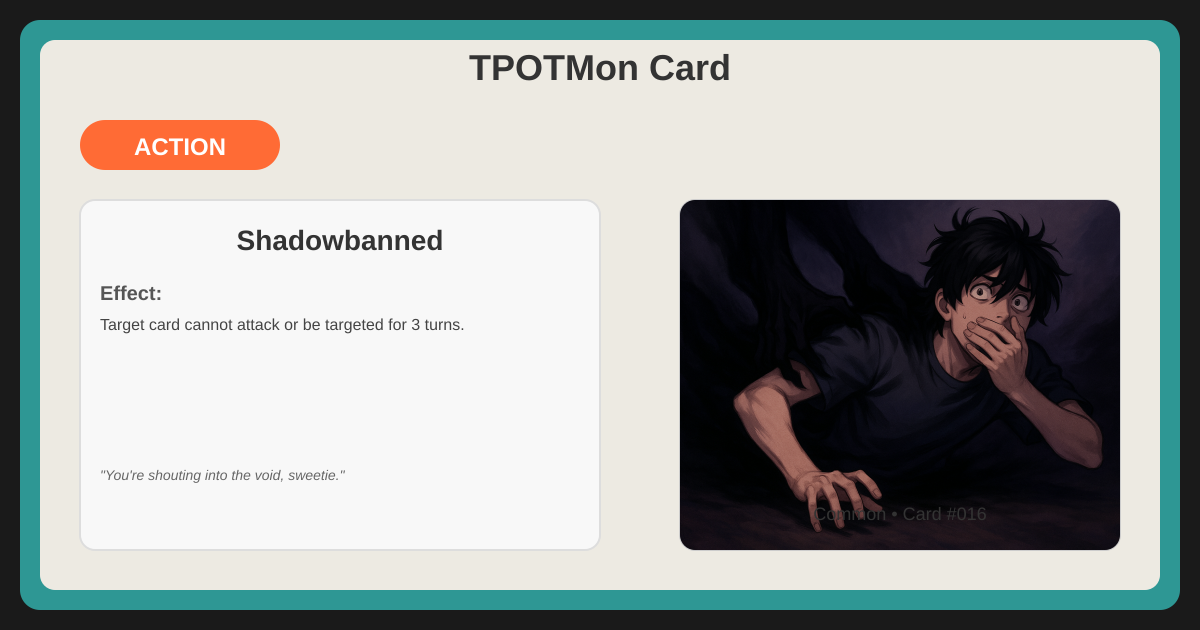 TPOTMon Card
ACTION
Shadowbanned
Effect:
Target card cannot attack or be targeted for 3 turns.
"You're shouting into the void, sweetie."
Common • Card #016